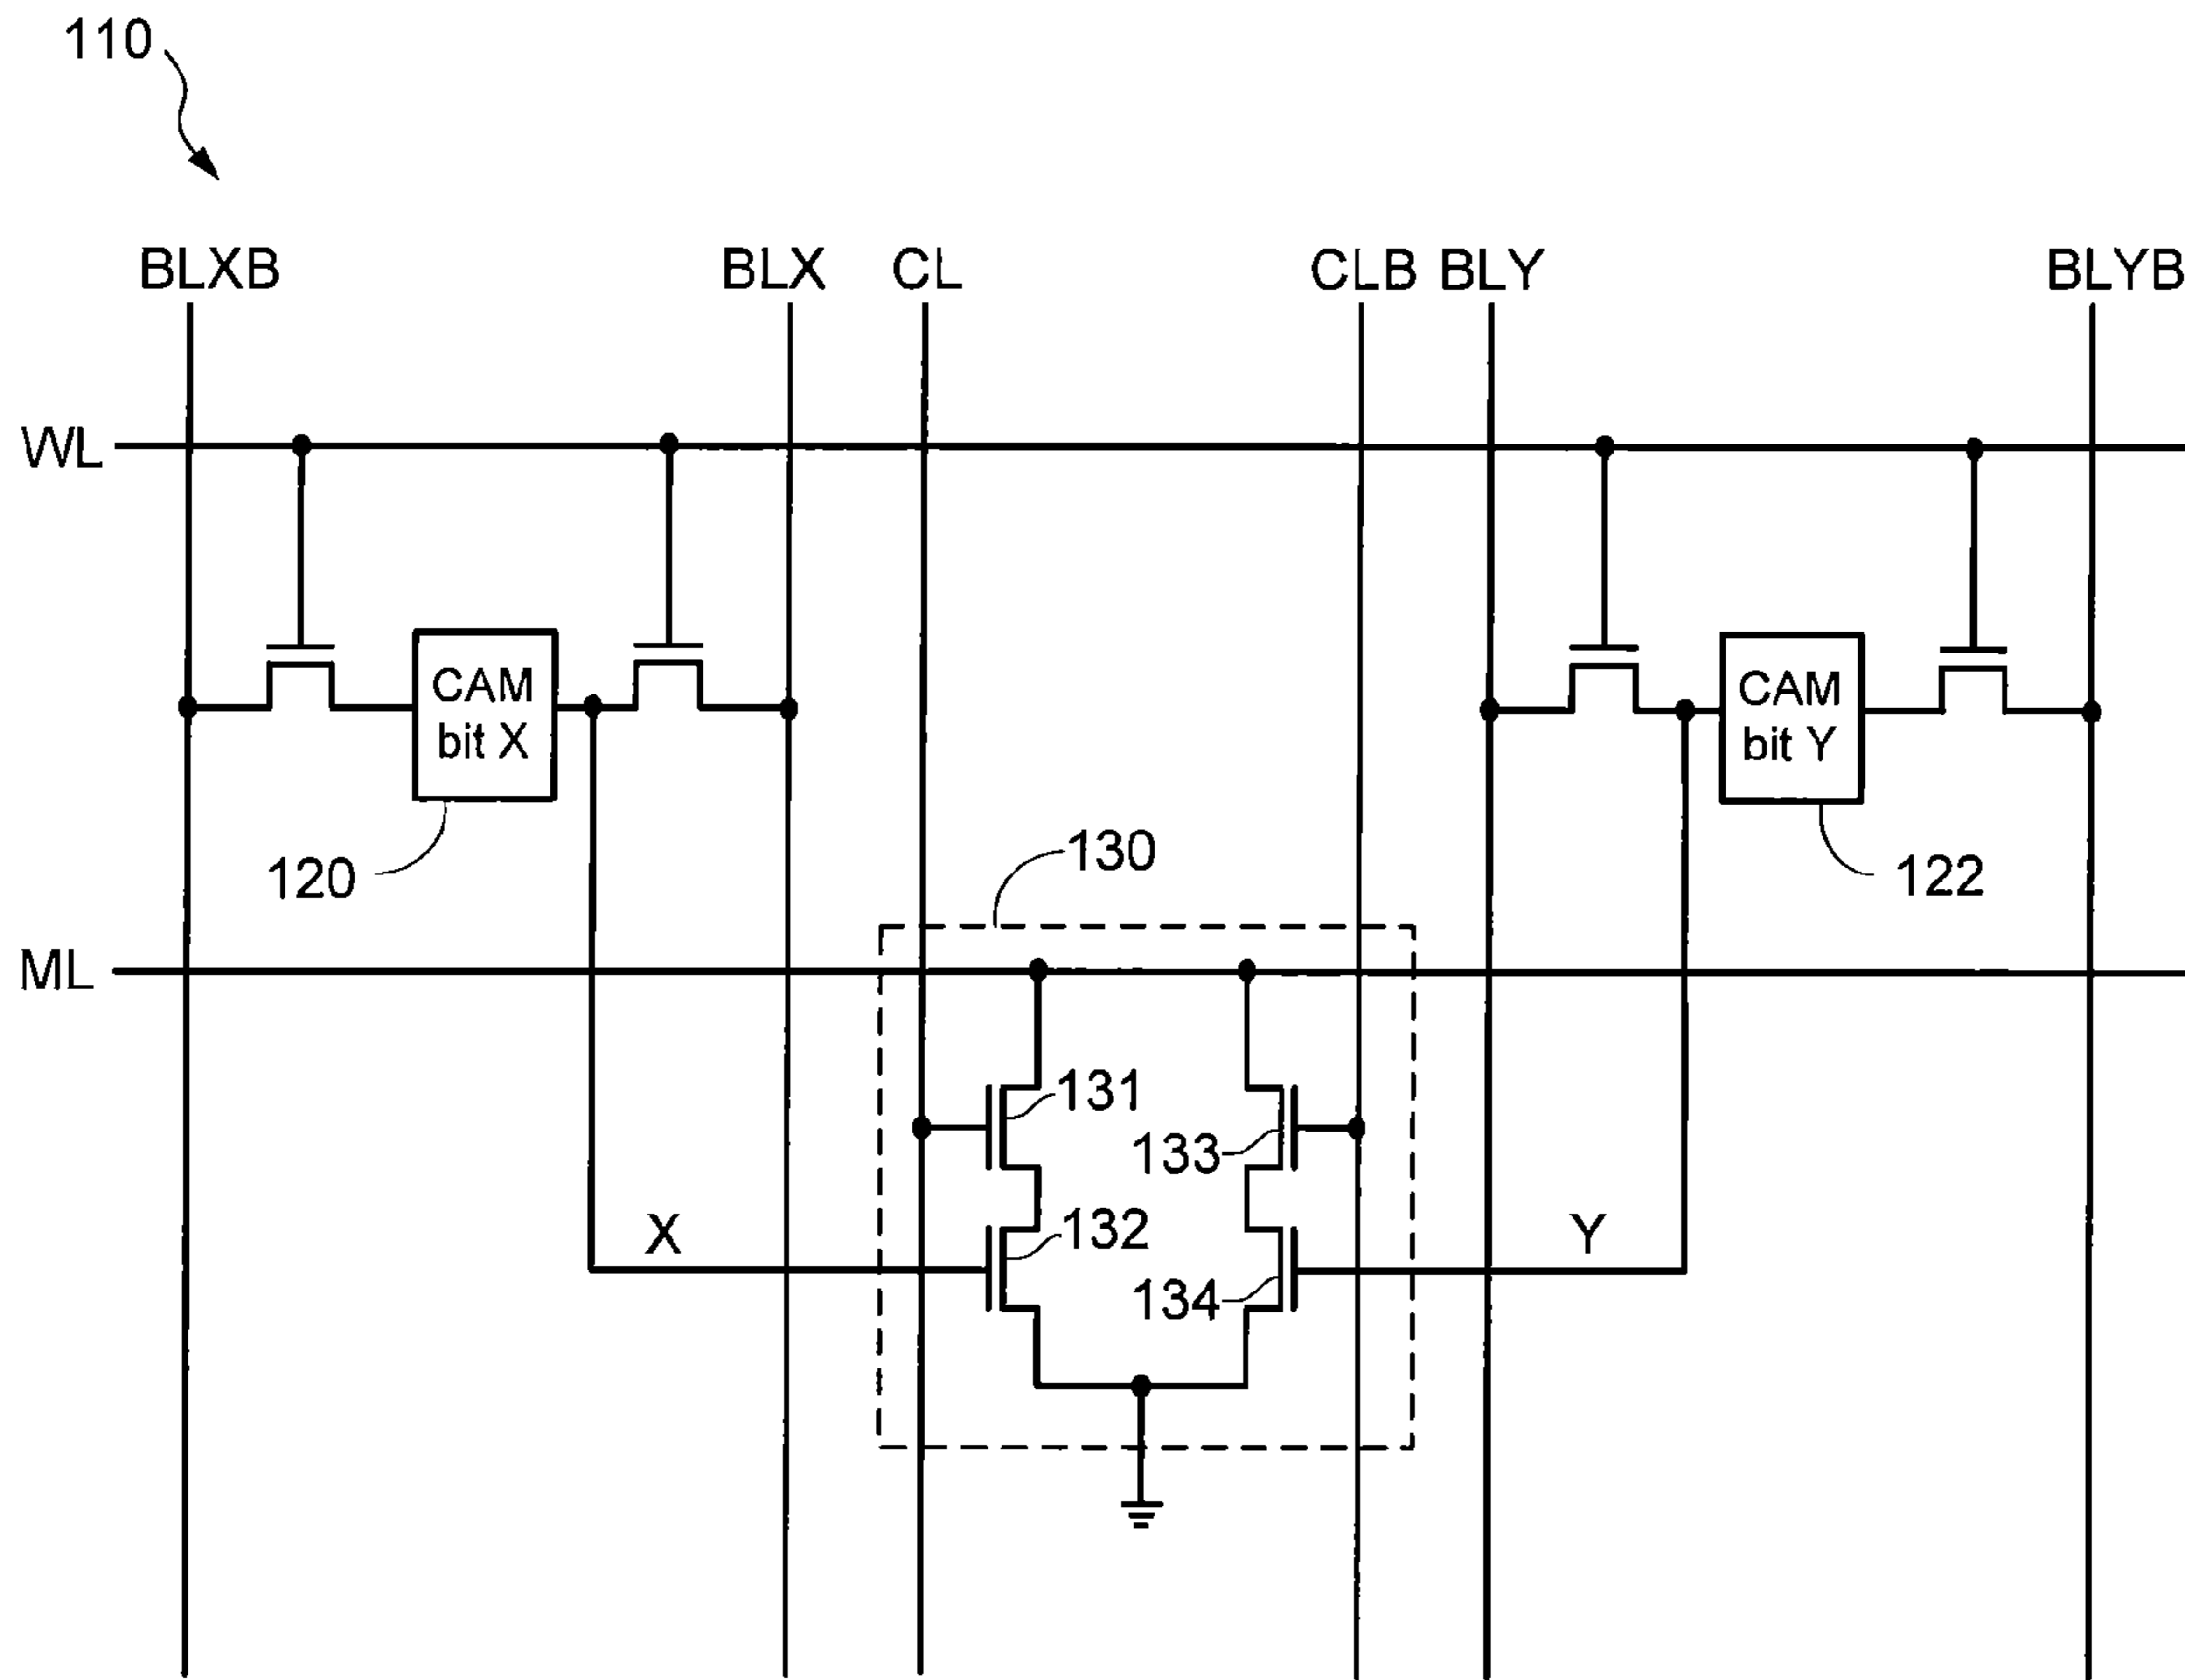 110
BLXB BLX CL CLB BLY BLYB
WL
CAM
bit X
CAM
bit Y
120
130
122
ML
131
133
132
X
Y
134